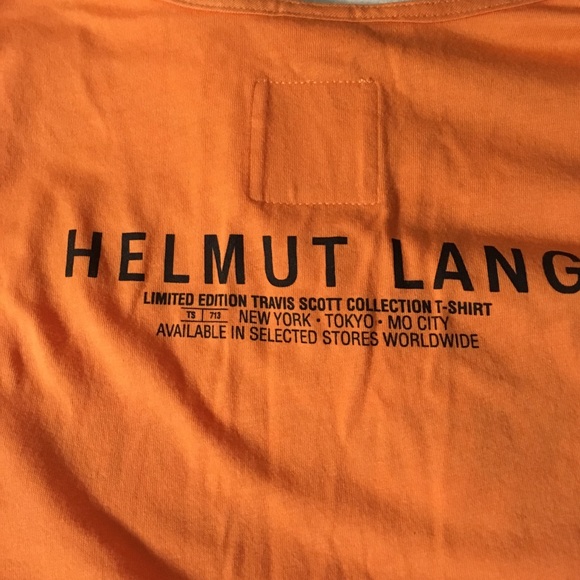 HELMUT LANG
LIMITED EDITION TRAVIS SCOTT COLLECTION T-SHIRT
TS 713 NEW YORK · TOKYO · MO CITY
AVAILABLE IN SELECTED STORES WORLDWIDE